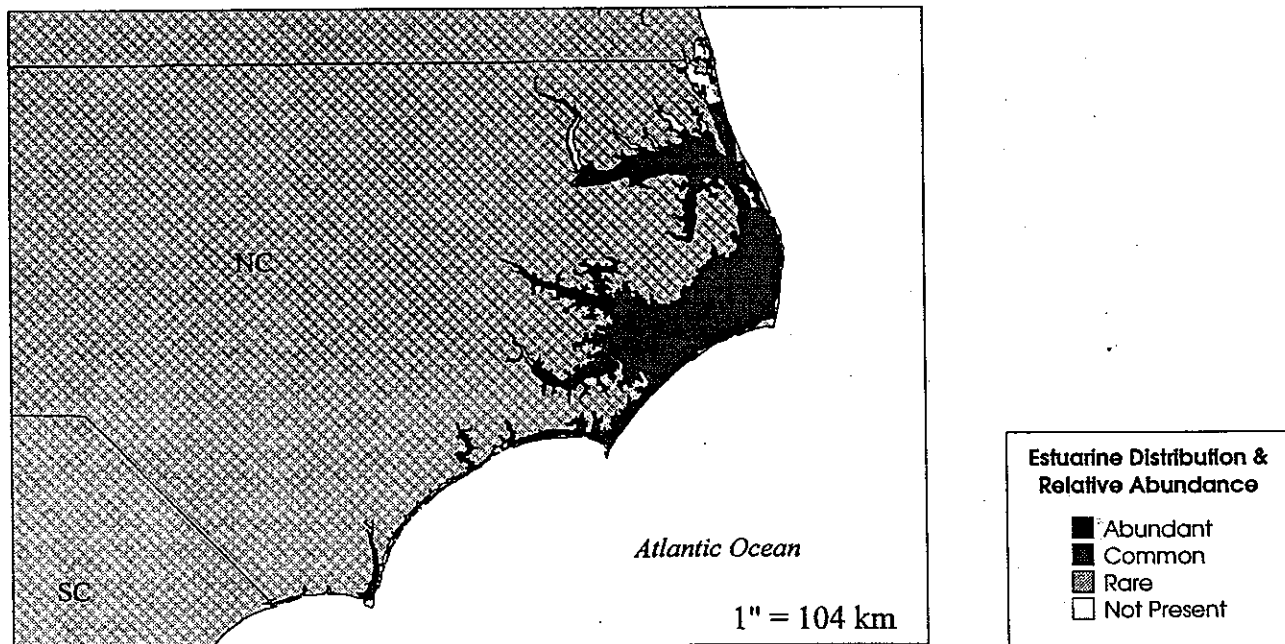 NC
SC
Atlantic Ocean
1" = 104 km
Estuarine Distribution &
Relative Abundance
Abundant
Common
Rare
Not Present